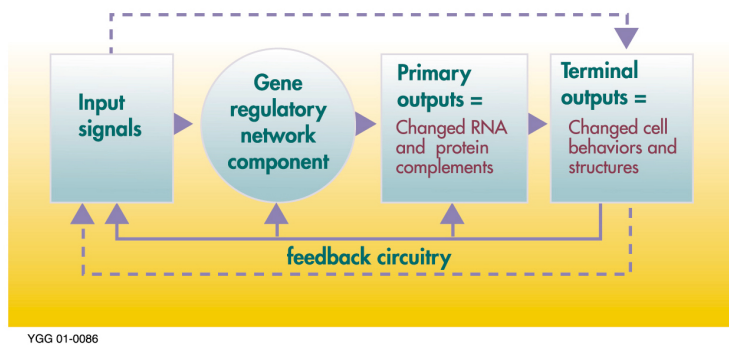 Input
signals
Gene
regulatory
network
component
Primary
outputs =
Changed RNA
and protein
complements
Terminal
outputs =
Changed cell
behaviors and
structures
feedback circuitry
YGG 01-0086